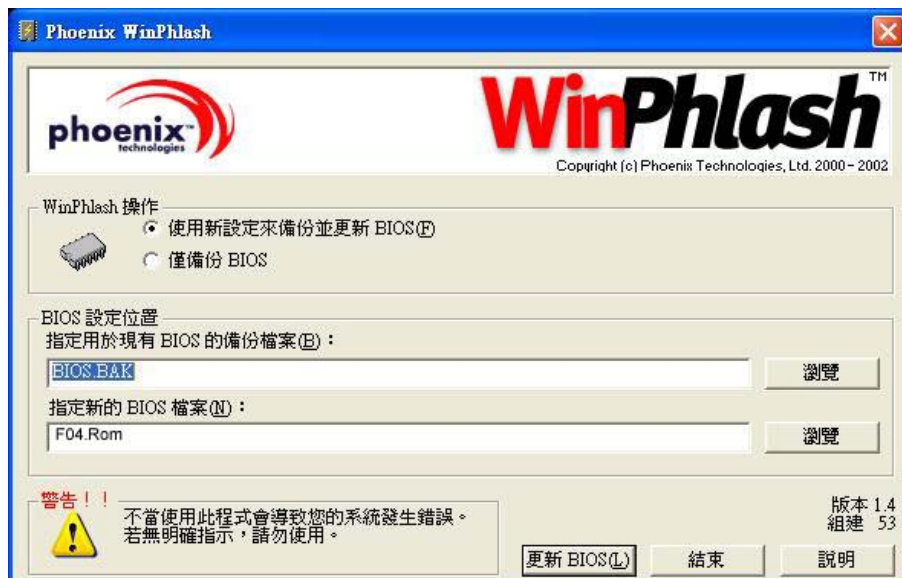 Phoenix WinPhlash
phoenix™
technologies
WinPhlash™
Copyright (c) Phoenix Technologies, Ltd. 2000 - 2002
WinPhlash 操作
使用新設定來備份並更新 BIOS(F)
僅備份 BIOS
BIOS 設定位置
指定用於現有 BIOS 的備份檔案(B)：
BIOS.BAK
瀏覽
指定新的 BIOS 檔案(N)：
F04.Rom
瀏覽
警告！！
不當使用此程式會導致您的系統發生錯誤。
若無明確指示，請勿使用。
版本 1.4
組建 53
更新 BIOS(L)
結束
說明